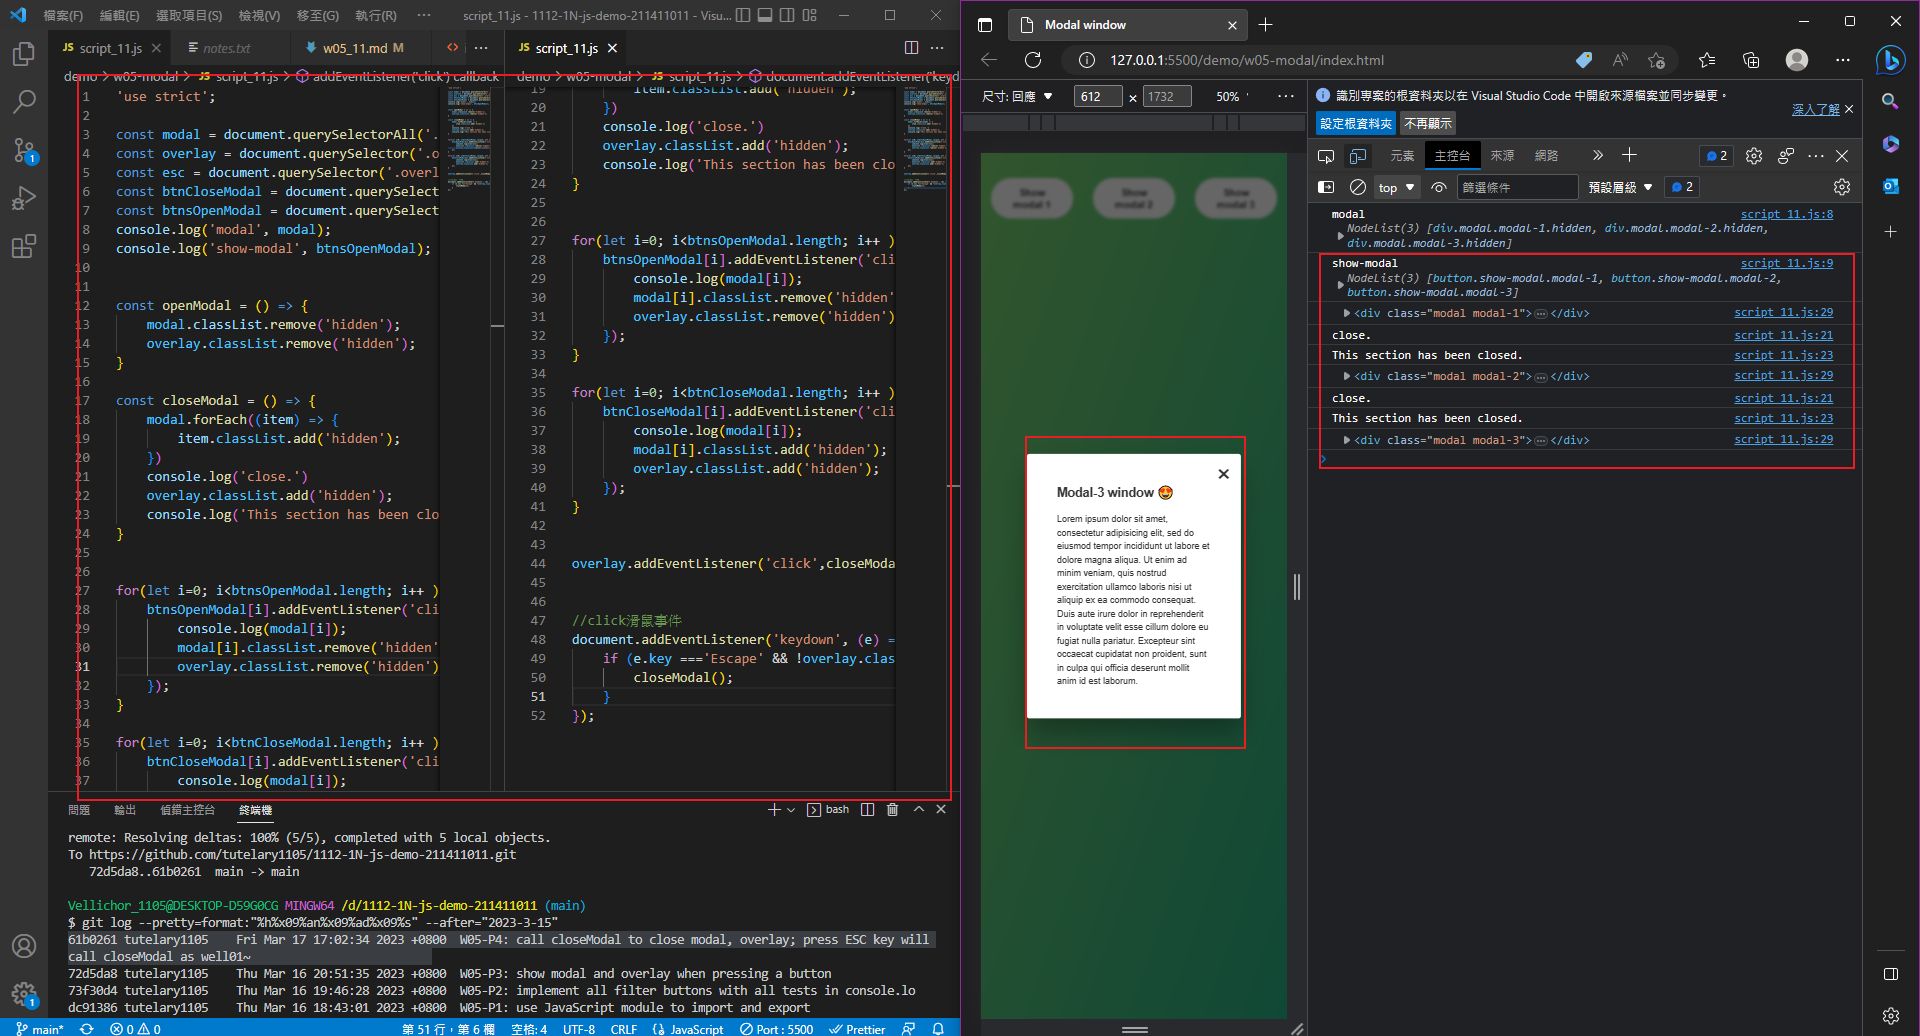 檔案(F) 編輯(E) 選取項目(S) 檢視(V) 移至(G) 執行(R) ··· script_11.js - 1112-1N-js-demo-211411011 - Visu...
JS script_11.js
notes.txt
w05_11.md M
demo > w05-modal > JS script_11.js > addEventListener("click") callback
1 'use strict';
2
3 const modal = document.querySelectorAll('.
4 const overlay = document.querySelector('.o
5 const esc = document.querySelector('.overl
6 const btnCloseModal = document.querySelect
7 const btnsOpenModal = document.querySelect
8 console.log('modal', modal);
9 console.log('show-modal', btnsOpenModal);
10
11
12 const openModal = () => {
13 modal.classList.remove('hidden');
14 overlay.classList.remove('hidden');
15 }
16
17 const closeModal = () => {
18 modal.forEach((item) => {
19 item.classList.add('hidden');
20 })
21 console.log('close.')
22 overlay.classList.add('hidden');
23 console.log('This section has been clo
24 }
25
26
27 for(let i=0; i<btnsOpenModal.length; i++ )
28 btnsOpenModal[i].addEventListener('cli
29 console.log(modal[i]);
30 modal[i].classList.remove('hidden'
31 overlay.classList.remove('hidden')
32 });
33 }
34
35 for(let i=0; i<btnCloseModal.length; i++ )
36 btnCloseModal[i].addEventListener('cli
37 console.log(modal[i]);
JS script_11.js
demo > w05-modal > JS script_11.js > document.addEventListener("keyd
19 item.classList.add('hidden');
20 })
21 console.log('close.')
22 overlay.classList.add('hidden');
23 console.log('This section has been clo
24 }
25
26
27 for(let i=0; i<btnsOpenModal.length; i++ )
28 btnsOpenModal[i].addEventListener('cli
29 console.log(modal[i]);
30 modal[i].classList.remove('hidden'
31 overlay.classList.remove('hidden')
32 });
33 }
34
35 for(let i=0; i<btnCloseModal.length; i++ )
36 btnCloseModal[i].addEventListener('cli
37 console.log(modal[i]);
38 modal[i].classList.add('hidden');
39 overlay.classList.add('hidden');
40 });
41 }
42
43
44 overlay.addEventListener('click',closeModa
45
46
47 //click滑鼠事件
48 document.addEventListener('keydown', (e) =
49 if (e.key ==='Escape' && !overlay.clas
50 closeModal();
51 }
52 });
問題 輸出 偵錯主控台 終端機 bash
remote: Resolving deltas: 100% (5/5), completed with 5 local objects.
To https://github.com/tutelary1105/1112-1N-js-demo-211411011.git
72d5da8..61b0261 main -> main
Vellichor_1105@DESKTOP-D59G0CG MINGW64 /d/1112-1N-js-demo-211411011 (main)
$ git log --pretty=format:"%h%x09%an%x09%ad%x09%s" --after="2023-3-15"
61b0261 tutelary1105 Fri Mar 17 17:02:34 2023 +0800 W05-P4: call closeModal to close modal, overlay; press ESC key will
call closeModal as well01~
72d5da8 tutelary1105 Thu Mar 16 20:51:35 2023 +0800 W05-P3: show modal and overlay when pressing a button
73f30d4 tutelary1105 Thu Mar 16 19:46:28 2023 +0800 W05-P2: implement all filter buttons with all tests in console.lo
dc91386 tutelary1105 Thu Mar 16 18:43:01 2023 +0800 W05-P1: use JavaScript module to import and export
1
1
main* 0 0 第 51 行，第 6 欄 空格: 4 UTF-8 CRLF JavaScript Port : 5500 Prettier
Modal window
127.0.0.1:5500/demo/w05-modal/index.html
尺寸: 回應 612 × 1732 50%
Show
modal 1
Show
modal 2
Show
modal 3
Modal-3 window 🤩
Lorem ipsum dolor sit amet,
consectetur adipisicing elit, sed do
eiusmod tempor incididunt ut labore et
dolore magna aliqua. Ut enim ad
minim veniam, quis nostrud
exercitation ullamco laboris nisi ut
aliquip ex ea commodo consequat.
Duis aute irure dolor in reprehenderit
in voluptate velit esse cillum dolore eu
fugiat nulla pariatur. Excepteur sint
occaecat cupidatat non proident, sunt
in culpa qui officia deserunt mollit
anim id est laborum.
識別專案的根資料夾以在 Visual Studio Code 中開啟來源檔案並同步變更。
深入了解
設定根資料夾 不再顯示
元素 主控台 來源 網路 2
top 篩選條件 預設層級 2
modal script_11.js:8
NodeList(3) [div.modal.modal-1.hidden, div.modal.modal-2.hidden,
div.modal.modal-3.hidden]
show-modal script_11.js:9
NodeList(3) [button.show-modal.modal-1, button.show-modal.modal-2,
button.show-modal.modal-3]
<div class="modal modal-1">…</div> script_11.js:29
close. script_11.js:21
This section has been closed. script_11.js:23
<div class="modal modal-2">…</div> script_11.js:29
close. script_11.js:21
This section has been closed. script_11.js:23
<div class="modal modal-3">…</div> script_11.js:29